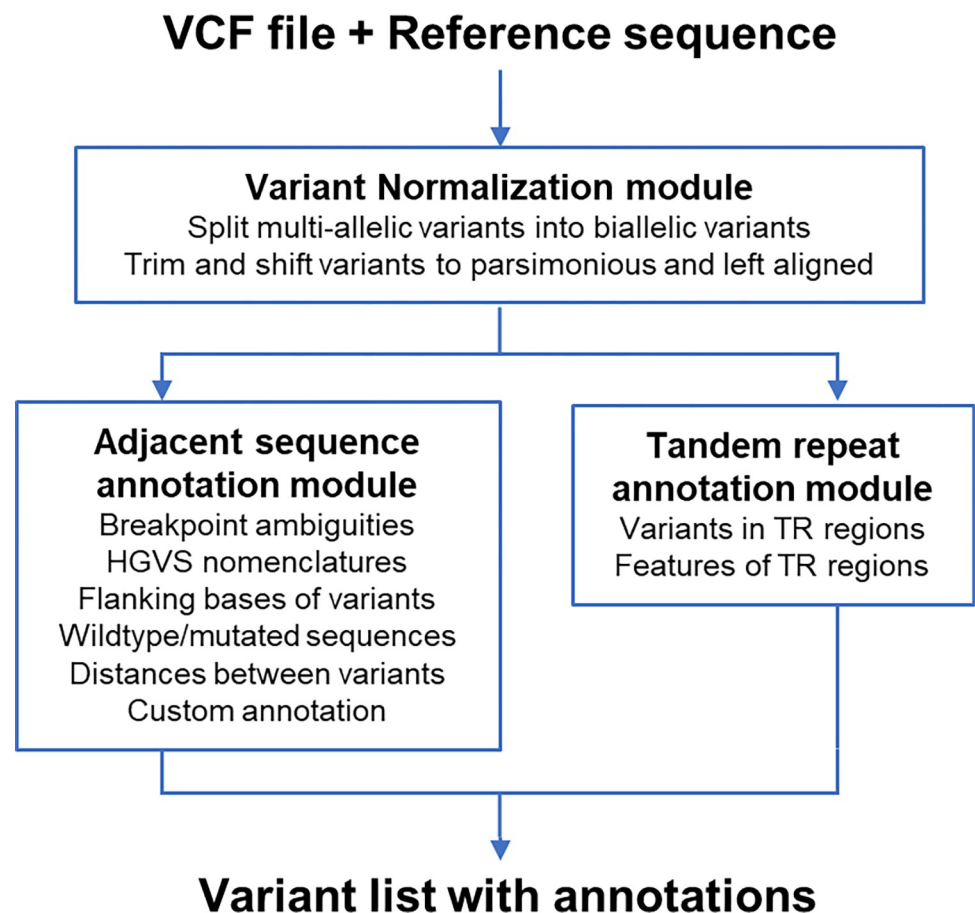 VCF file + Reference sequence
Variant Normalization module
Split multi-allelic variants into biallelic variants
Trim and shift variants to parsimonious and left aligned
Adjacent sequence
annotation module
Breakpoint ambiguities
HGVS nomenclatures
Flanking bases of variants
Wildtype/mutated sequences
Distances between variants
Custom annotation
Tandem repeat
annotation module
Variants in TR regions
Features of TR regions
Variant list with annotations